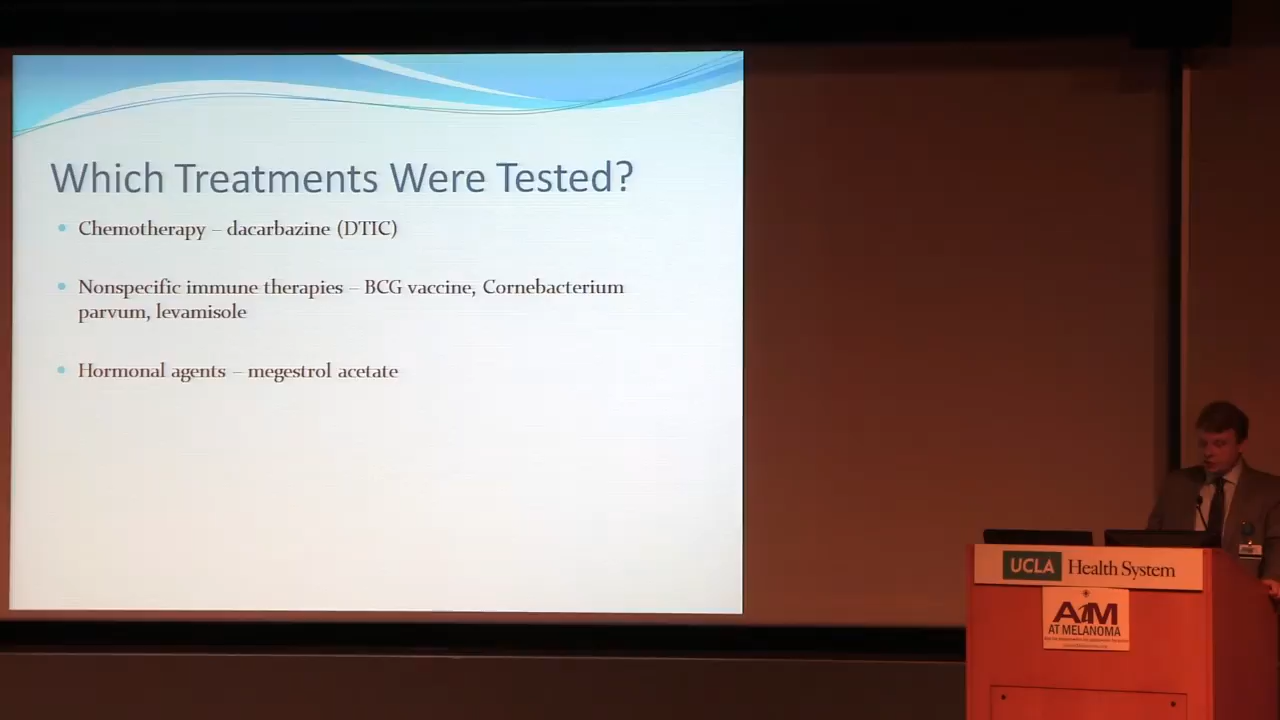 Which Treatments Were Tested?
• Chemotherapy – dacarbazine (DTIC)
• Nonspecific immune therapies – BCG vaccine, Cornebacterium
parvum, levamisole
• Hormonal agents – megestrol acetate
UCLA Health System
AIM
AT MELANOMA